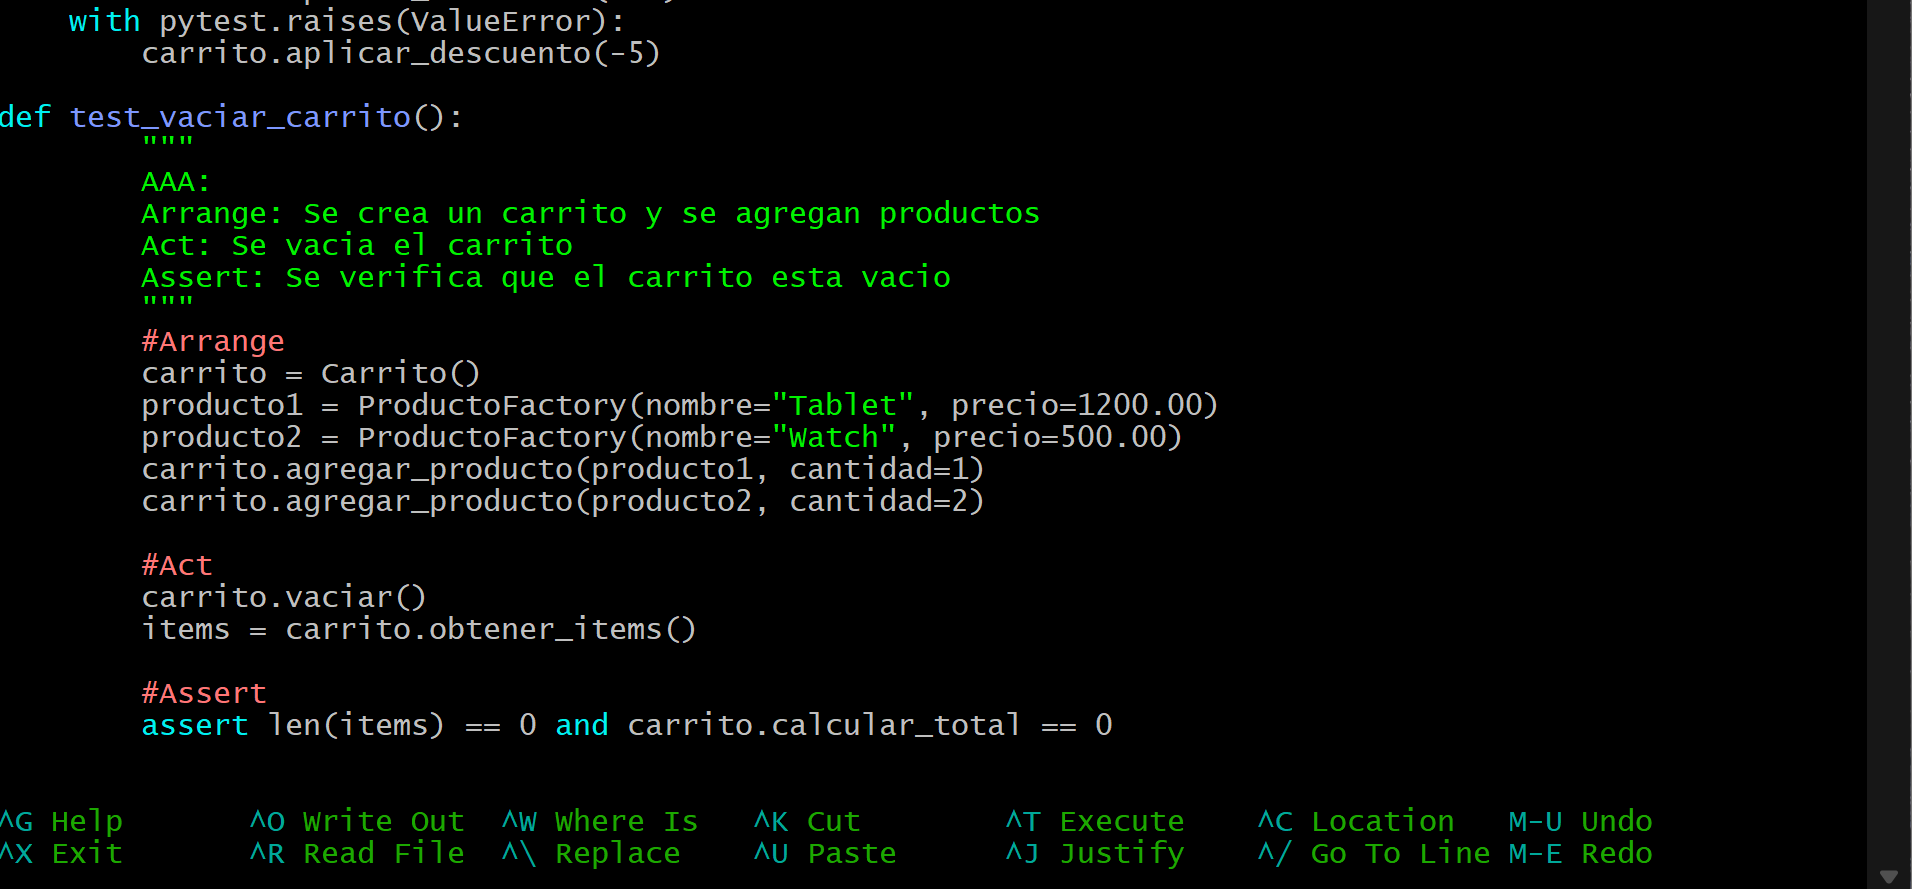 with pytest.raises(ValueError):
carrito.aplicar_descuento(-5)
def test_vaciar_carrito():
"""
AAA:
Arrange: Se crea un carrito y se agregan productos
Act: Se vacia el carrito
Assert: Se verifica que el carrito esta vacio
"""
#Arrange
carrito = Carrito()
producto1 = ProductoFactory(nombre="Tablet", precio=1200.00)
producto2 = ProductoFactory(nombre="Watch", precio=500.00)
carrito.agregar_producto(producto1, cantidad=1)
carrito.agregar_producto(producto2, cantidad=2)
#Act
carrito.vaciar()
items = carrito.obtener_items()
#Assert
assert len(items) == 0 and carrito.calcular_total == 0
^G Help ^O Write Out ^W Where Is ^K Cut ^T Execute ^C Location M-U Undo
^X Exit ^R Read File ^\ Replace ^U Paste ^J Justify ^/ Go To Line M-E Redo